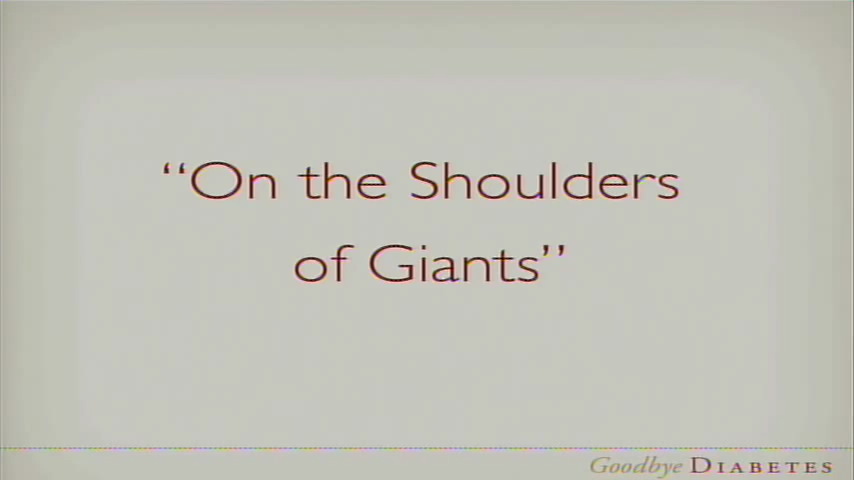 “On the Shoulders
of Giants”
Goodbye DIABETES